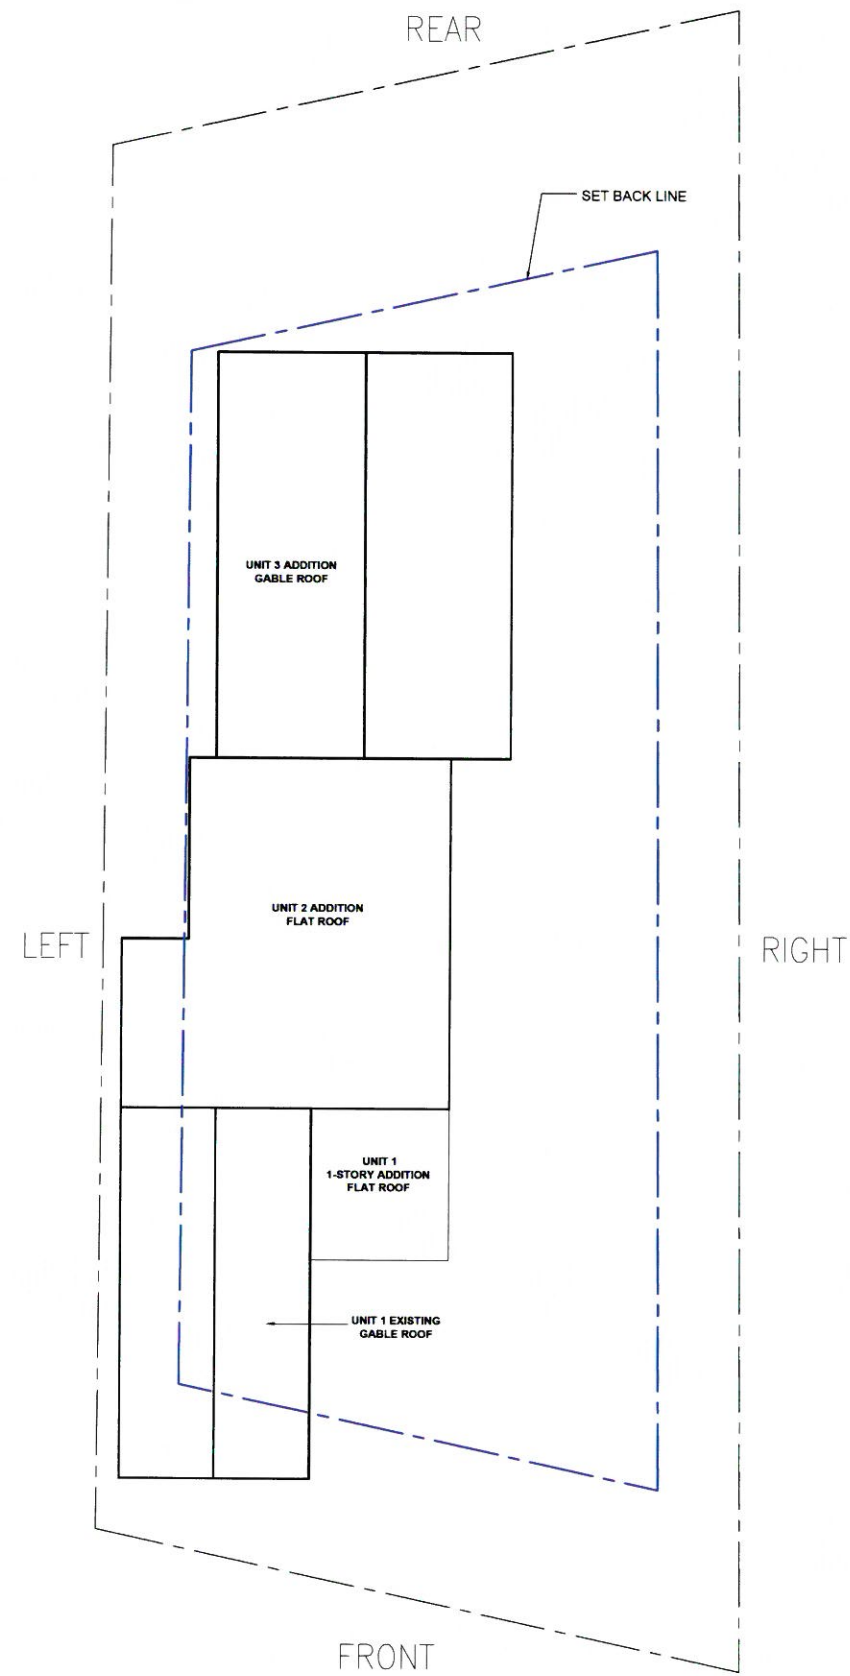 REAR
SET BACK LINE
UNIT 3 ADDITION
GABLE ROOF
UNIT 2 ADDITION
FLAT ROOF
LEFT
RIGHT
UNIT 1
1-STORY ADDITION
FLAT ROOF
UNIT 1 EXISTING
GABLE ROOF
FRONT